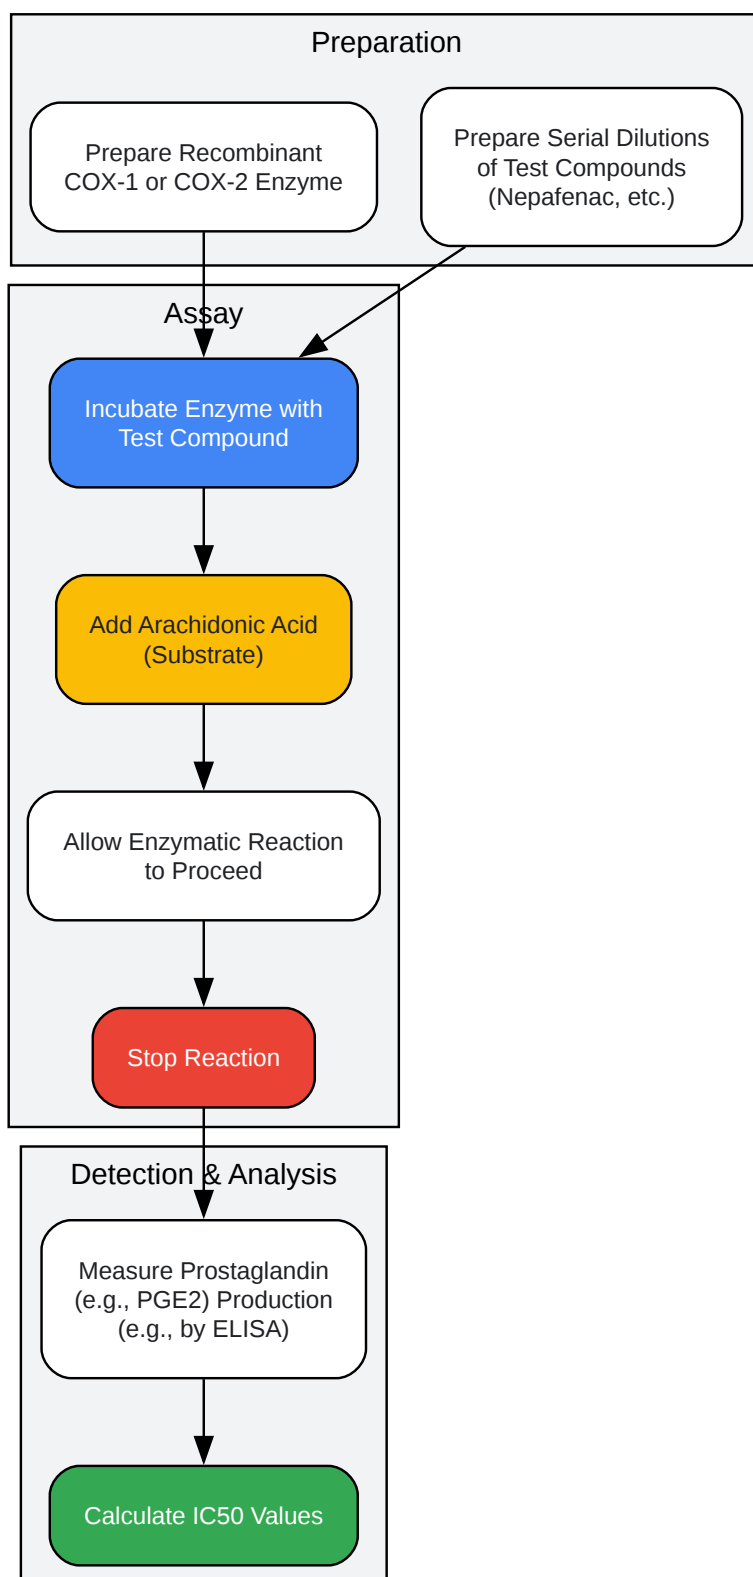 Preparation
Prepare Recombinant
COX-1 or COX-2 Enzyme
Prepare Serial Dilutions
of Test Compounds
(Nepafenac, etc.)
Assay
Incubate Enzyme with
Test Compound
Add Arachidonic Acid
(Substrate)
Allow Enzymatic Reaction
to Proceed
Stop Reaction
Detection & Analysis
Measure Prostaglandin
(e.g., PGE2) Production
(e.g., by ELISA)
Calculate IC50 Values